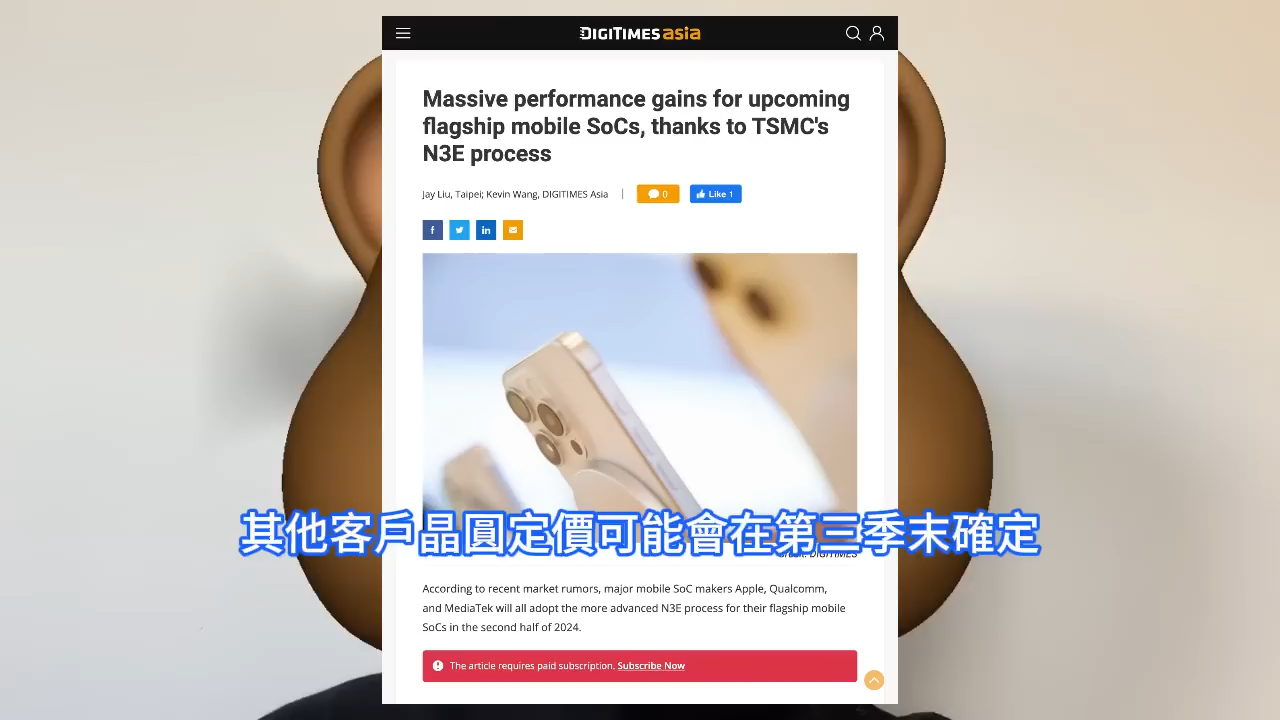 DIGITIMES asia
Massive performance gains for upcoming
flagship mobile SoCs, thanks to TSMC's
N3E process
Jay Liu, Taipei; Kevin Wang, DIGITIMES Asia
0
Like 1
其他客戶晶圓定價可能會在第三季末確定
Credit: DIGITIMES
According to recent market rumors, major mobile SoC makers Apple, Qualcomm,
and MediaTek will all adopt the more advanced N3E process for their flagship mobile
SoCs in the second half of 2024.
The article requires paid subscription. Subscribe Now